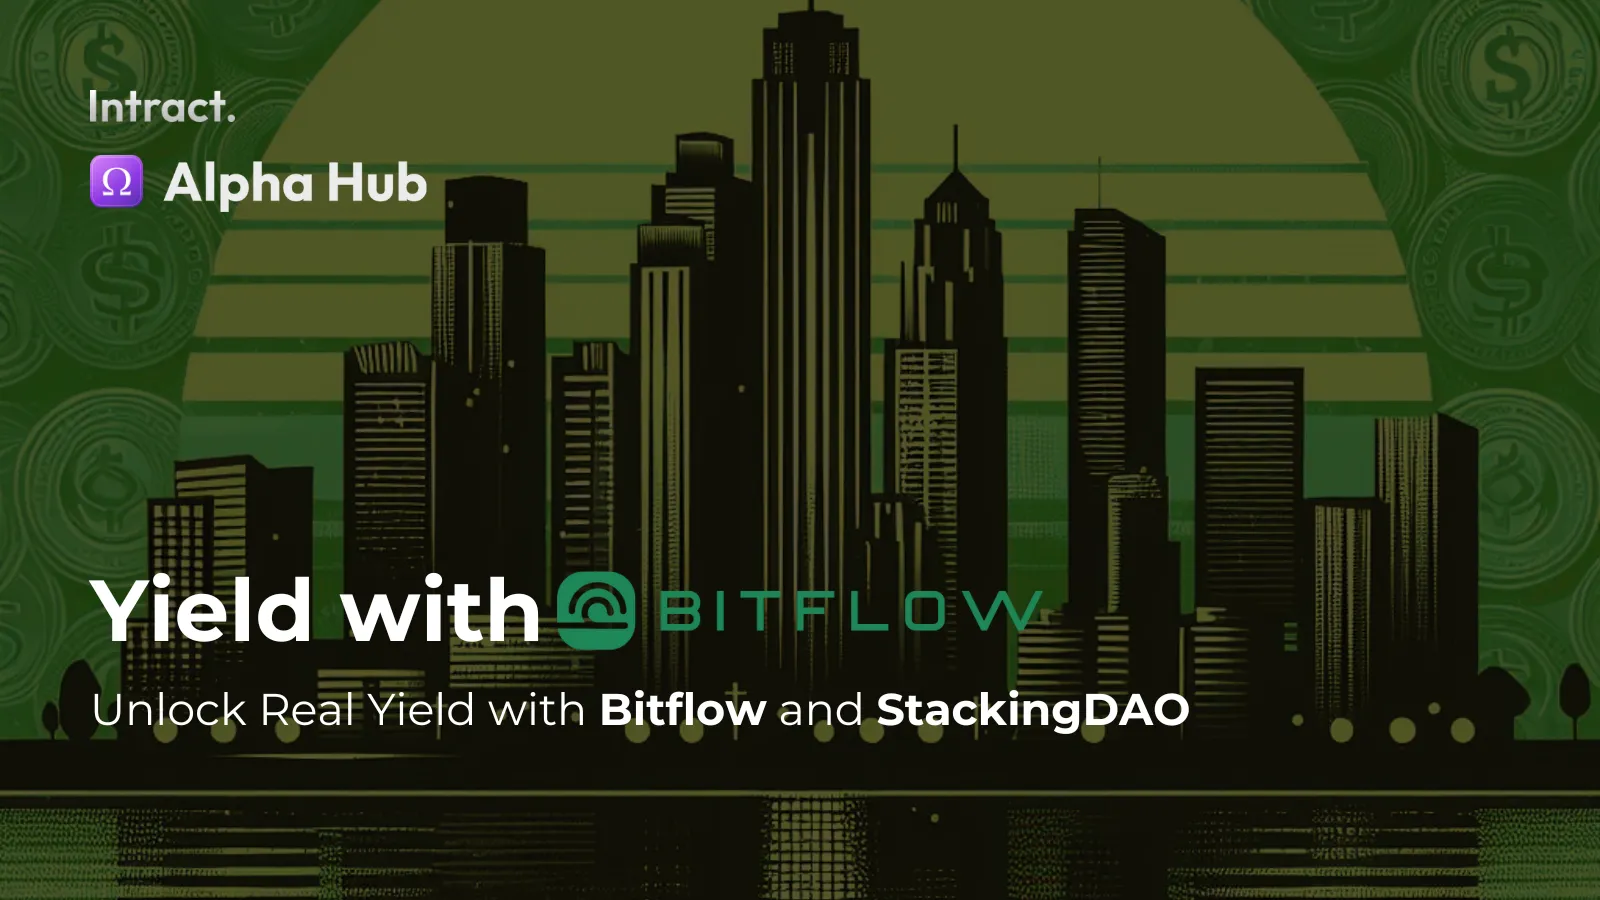 Intract.
Ω Alpha Hub
Yield with BITFLOW
Unlock Real Yield with Bitflow and StackingDAO